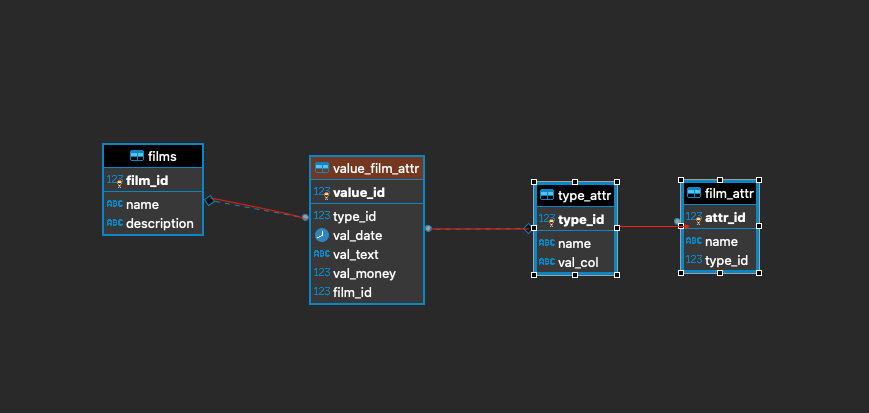 films
123 film_id
ABC name
ABC description
value_film_attr
123 value_id
123 type_id
val_date
ABC val_text
123 val_money
123 film_id
type_attr
123 type_id
ABC name
ABC val_col
film_attr
123 attr_id
ABC name
123 type_id